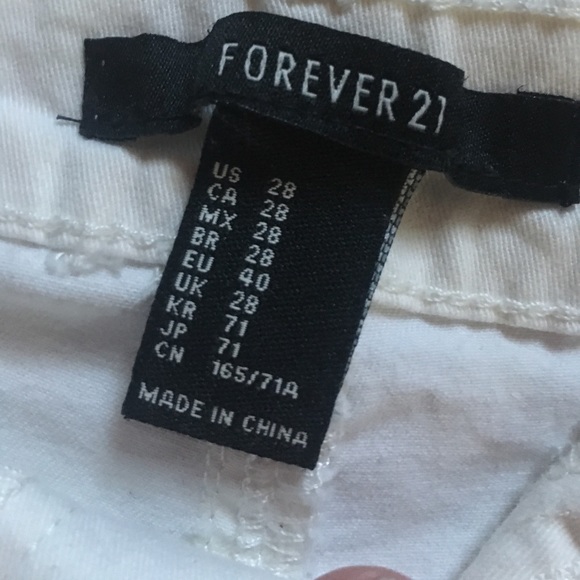 FOREVER 21
US 28
CA 28
MX 28
BR 28
EU 40
UK 28
KR 71
JP 71
CN 165/71A
MADE IN CHINA